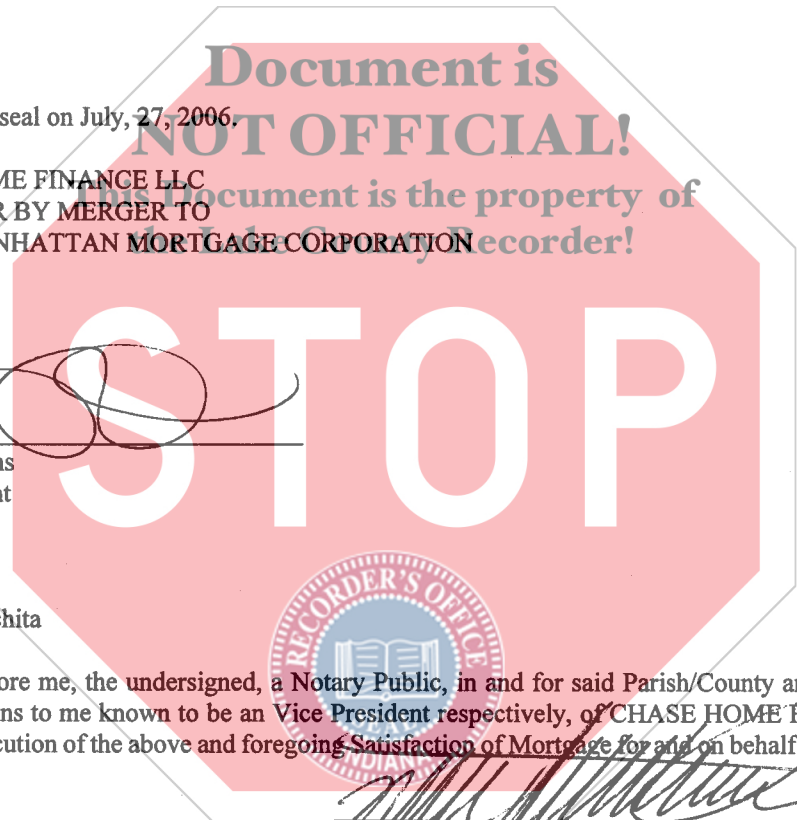 Document is
seal on July, 27, 2006.
NOT OFFICIAL!
ME FINANCE LLC
This Document is the property of
R BY MERGER TO
NHATTAN MORTGAGE CORPORATION
the Lake County Recorder!
STOP
ns
nt
RECORDER'S OFFICE
hita
ore me, the undersigned, a Notary Public, in and for said Parish/County an
ns to me known to be an Vice President respectively, of CHASE HOME F
SEAL
cution of the above and foregoing Satisfaction of Mortgage for and on behalf
INDIANA